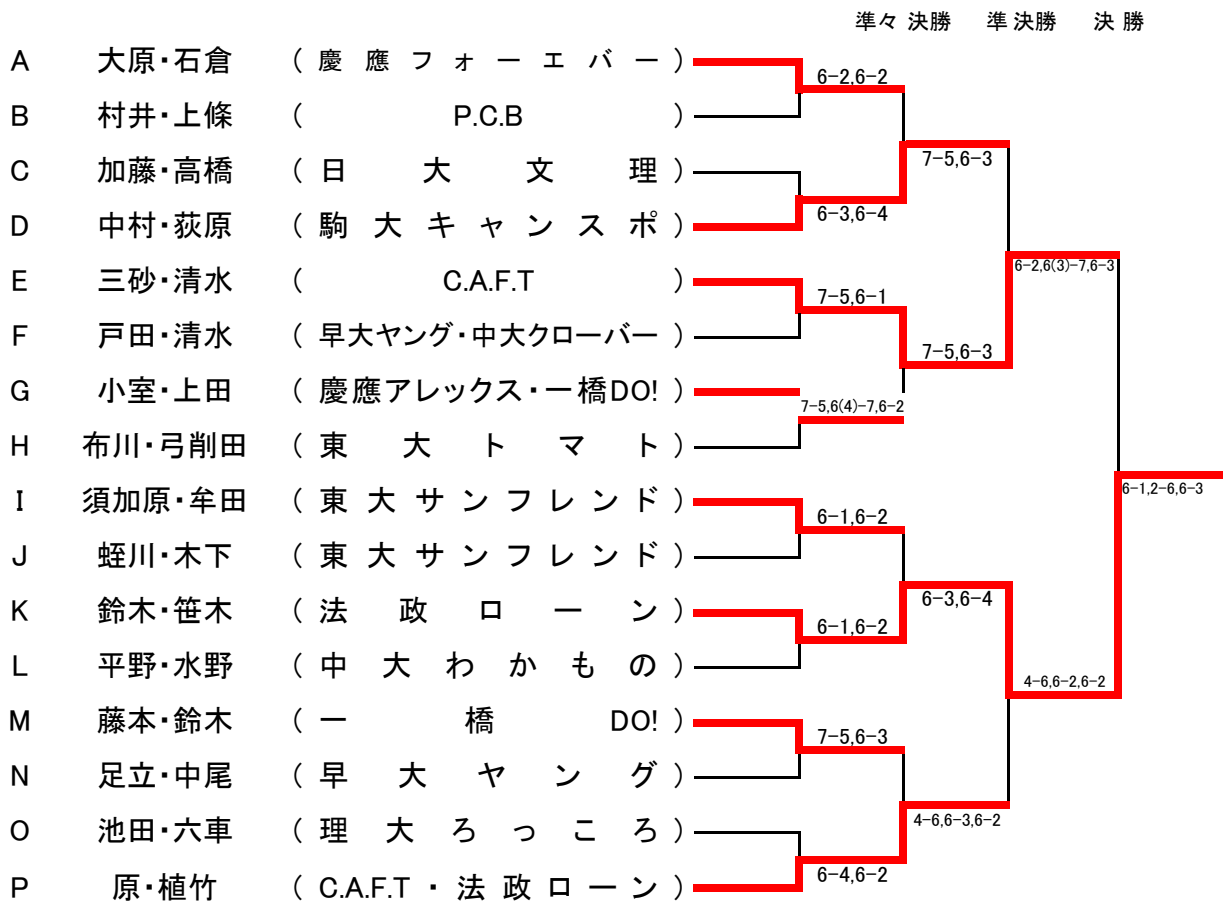 準々決勝 準決勝 決勝
A 大原・石倉 (慶應フォーエバー)
6-2,6-2
B 村井・上條 (P.C.B)
7-5,6-3
C 加藤・高橋 (日大文理)
6-3,6-4
D 中村・荻原 (駒大キャンスポ)
6-2,6(3)-7,6-3
E 三砂・清水 (C.A.F.T)
7-5,6-1
F 戸田・清水 (早大ヤング・中大クローバー)
7-5,6-3
G 小室・上田 (慶應アレックス・一橋DO!)
7-5,6(4)-7,6-2
H 布川・弓削田 (東大トマト)
6-1,2-6,6-3
I 須加原・牟田 (東大サンフレンド)
6-1,6-2
J 蛭川・木下 (東大サンフレンド)
6-3,6-4
K 鈴木・笹木 (法政ローン)
6-1,6-2
L 平野・水野 (中大わかもの)
4-6,6-2,6-2
M 藤本・鈴木 (一橋DO!)
7-5,6-3
N 足立・中尾 (早大ヤング)
4-6,6-3,6-2
O 池田・六車 (理大ろっころ)
6-4,6-2
P 原・植竹 (C.A.F.T・法政ローン)